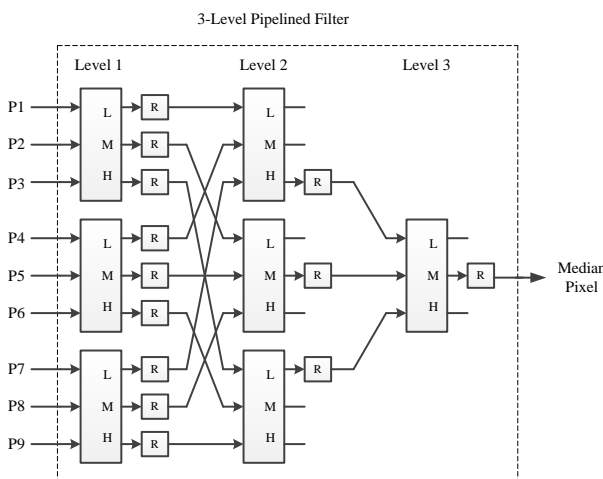 3-Level Pipelined Filter
Level 1 Level 2 Level 3
P1 L R L
P2 M R M
P3 H R H R
P4 L R L L
P5 M R M R M R Median
P6 H R H H Pixel
P7 L R L R
P8 M R M
P9 H R H